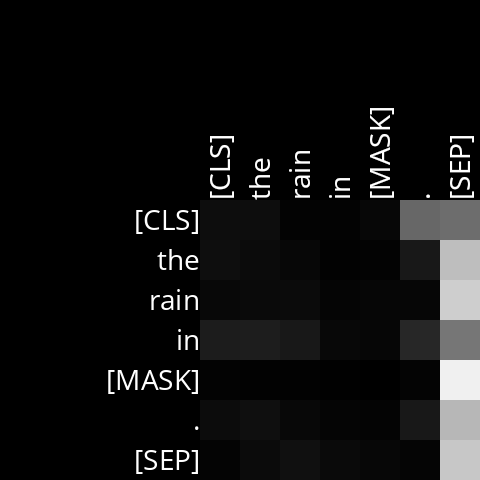 [CLS] the rain in [MASK] . [SEP]
[CLS]
the
rain
in
[MASK]
.
[SEP]